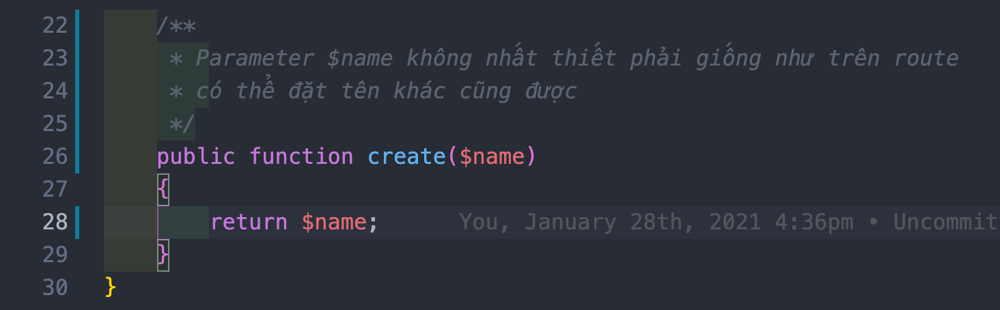 22 /**
23 * Parameter $name không nhất thiết phải giống như trên route
24 * có thể đặt tên khác cũng được
25 */
26 public function create($name)
27 {
28 return $name; You, January 28th, 2021 4:36pm • Uncommit
29 }
30 }